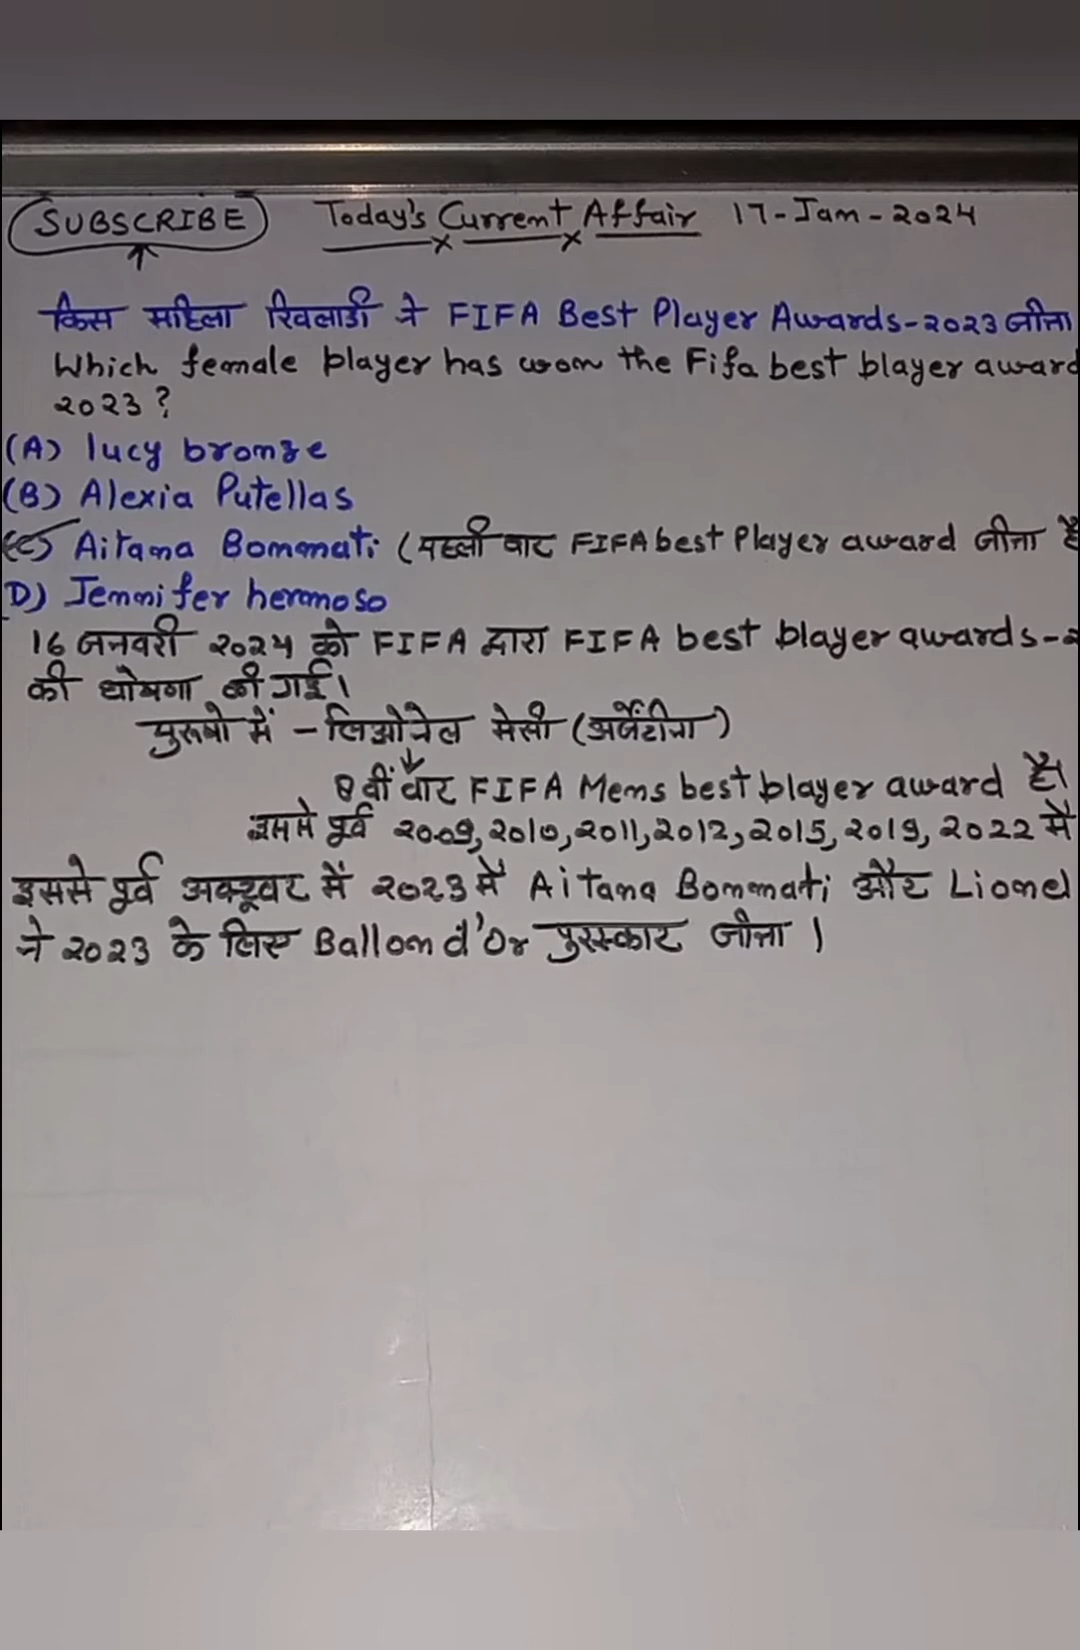 SUBSCRIBE Today's Current Affair 17-Jan-2024
किस महिला खिलाडी ने FIFA Best Player Awards-2023 जीता
Which female player has won the Fifa best player award
2023?
(A) lucy bronze
(B) Alexia Putellas
(C) Aitana Bonmati (पहली बार FIFA best Player award जीता है
D) Jennifer hermoso
16 जनवरी 2024 को FIFA द्वारा FIFA best player awards-2
की घोषणा की गई।
पुरुषो में - लिओनेल मेसी (अर्जेंटीना)
8 वीं बार FIFA Mens best player award है।
इससे पूर्व 2009, 2010, 2011, 2012, 2015, 2019, 2022 में
इससे पूर्व अक्टूबर में 2023 में Aitana Bonmati और Lionel
ने 2023 के लिए Ballon d'Or पुरस्कार जीता।